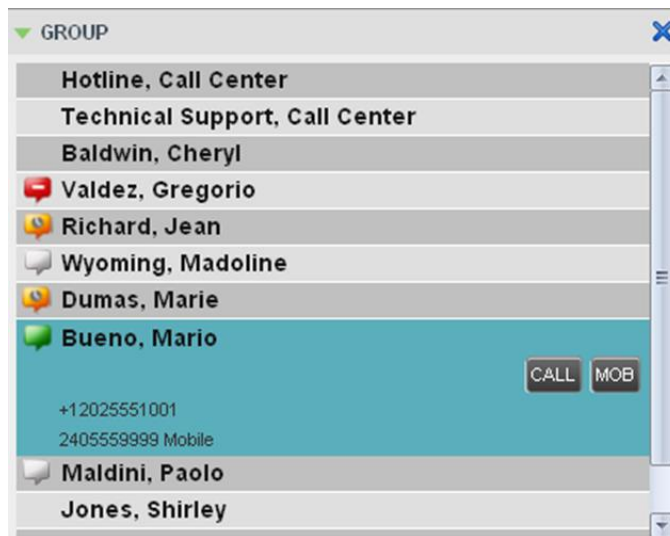 GROUP
Hotline, Call Center
Technical Support, Call Center
Baldwin, Cheryl
Valdez, Gregorio
Richard, Jean
Wyoming, Madoline
Dumas, Marie
Bueno, Mario
CALL MOB
+12025551001
2405559999 Mobile
Maldini, Paolo
Jones, Shirley